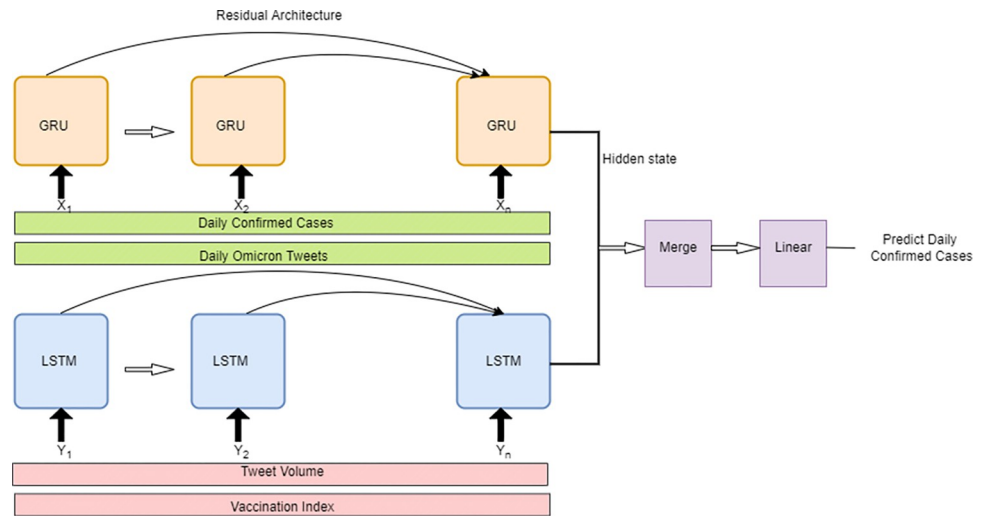 Residual Architecture
GRU
GRU
GRU
Hidden state
X1
X2
Xn
Daily Confirmed Cases
Daily Omicron Tweets
Merge
Linear
Predict Daily
Confirmed Cases
LSTM
LSTM
LSTM
Y1
Y2
Yn
Tweet Volume
Vaccination Index